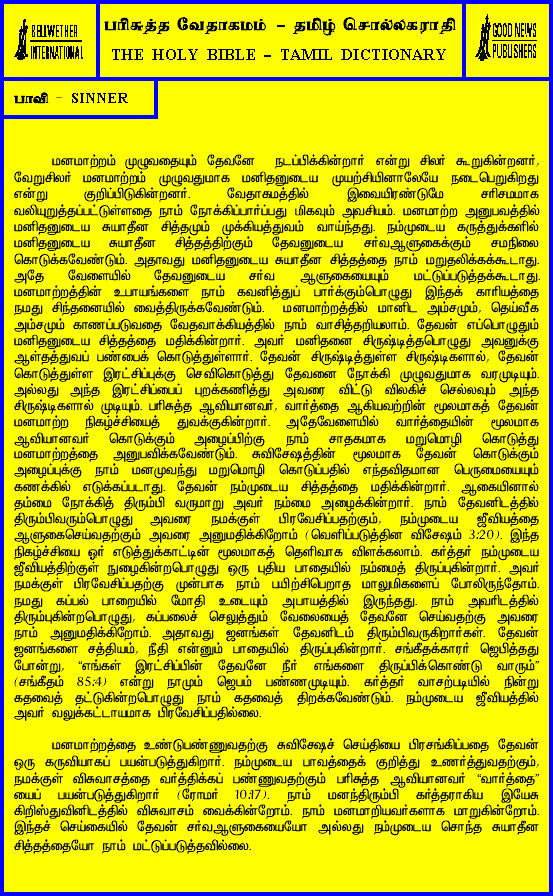 BELLWETHER
INTERNATIONAL
பரிசுத்த வேதாகமம் - தமிழ் சொல்லகராதி
THE HOLY BIBLE - TAMIL DICTIONARY
GOOD NEWS
PUBLISHERS
பாவி - SINNER
மனமாற்றம் முழுவதையும் தேவனே நடப்பிக்கின்றார் என்று சிலர் கூறுகின்றனர்,
வேறுசிலர் மனமாற்றம் முழுவதுமாக மனிதனுடைய முயற்சியினாலேயே நடைபெறுகிறது
என்று குறிப்பிடுகின்றனர். வேதாகமத்தில் இவையிரண்டுமே சரிசமமாக
வலியுறுத்தப்பட்டுள்ளதை நாம் நோக்கிப்பார்ப்பது மிகவும் அவசியம். மனமாற்ற அனுபவத்தில்
மனிதனுடைய சுயாதீன சித்தமும் முக்கியத்துவம் வாய்ந்தது. நம்முடைய கருத்துக்களில்
மனிதனுடைய சுயாதீன சித்தத்திற்கும் தேவனுடைய சர்வஆளுகைக்கும் சமநிலை
கொடுக்கவேண்டும். அதாவது மனிதனுடைய சுயாதீன சித்தத்தை நாம் மறுதலிக்கக்கூடாது.
அதே வேளையில் தேவனுடைய சர்வ ஆளுகையையும் மட்டுப்படுத்தக்கூடாது.
மனமாற்றத்தின் உபாயங்களை நாம் கவனித்துப் பார்க்கும்பொழுது இந்தக் காரியத்தை
நமது சிந்தனையில் வைத்திருக்கவேண்டும். மனமாற்றத்தில் மானிட அம்சமும், தெய்வீக
அம்சமும் காணப்படுவதை வேதவாக்கியத்தில் நாம் வாசித்தறியலாம். தேவன் எப்பொழுதும்
மனிதனுடைய சித்தத்தை மதிக்கின்றார். அவர் மனிதனை சிருஷ்டித்தபொழுது அவனுக்கு
ஆள்தத்துவப் பண்பைக் கொடுத்துள்ளார். தேவன் சிருஷ்டித்துள்ள சிருஷ்டிகளால், தேவன்
கொடுத்துள்ள இரட்சிப்புக்கு செவிகொடுத்து தேவனை நோக்கி முழுவதுமாக வரமுடியும்.
அல்லது அந்த இரட்சிப்பைப் புறக்கணித்து அவரை விட்டு விலகிச் செல்லவும் அந்த
சிருஷ்டிகளால் முடியும். பரிசுத்த ஆவியானவர், வார்த்தை ஆகியவற்றின் மூலமாகத் தேவன்
மனமாற்ற நிகழ்ச்சியைத் துவக்குகின்றார். அதேவேளையில் வார்த்தையின் மூலமாக
ஆவியானவர் கொடுக்கும் அழைப்பிற்கு நாம் சாதகமாக மறுமொழி கொடுத்து
மனமாற்றத்தை அனுபவிக்கவேண்டும். சுவிசேஷத்தின் மூலமாக தேவன் கொடுக்கும்
அழைப்புக்கு நாம் மனமுவந்து மறுமொழி கொடுப்பதில் எந்தவிதமான பெருமையையும்
கணக்கில் எடுக்கப்படாது. தேவன் நம்முடைய சித்தத்தை மதிக்கின்றார். ஆகையினால்
தம்மை நோக்கித் திரும்பி வருமாறு அவர் நம்மை அழைக்கின்றார். நாம் தேவனிடத்தில்
திரும்பிவரும்பொழுது அவரை நமக்குள் பிரவேசிப்பதற்கும், நம்முடைய ஜீவியத்தை
ஆளுகைசெய்வதற்கும் அவரை அனுமதிக்கிறோம் (வெளிப்படுத்தின விசேஷம் 3:20). இந்த
நிகழ்ச்சியை ஓர் எடுத்துக்காட்டின் மூலமாகத் தெளிவாக விளக்கலாம். கர்த்தர் நம்முடைய
ஜீவியத்திற்குள் நுழைகின்றபொழுது ஒரு புதிய பாதையில் நம்மைத் திருப்புகின்றார். அவர்
நமக்குள் பிரவேசிப்பதற்கு முன்பாக நாம் பயிற்சிபெறாத மாலுமிகளைப் போலிருந்தோம்.
நமது கப்பல் பாறையில் மோதி உடையும் அபாயத்தில் இருந்தது. நாம் அவரிடத்தில்
திரும்புகின்றபொழுது, கப்பலைச் செலுத்தும் வேலையைத் தேவனே செய்வதற்கு அவரை
நாம் அனுமதிக்கிறோம். அதாவது ஜனங்கள் தேவனிடம் திரும்பிவருகிறார்கள். தேவன்
ஜனங்களை சத்தியம், நீதி என்னும் பாதையில் திருப்புகின்றார். சங்கீதக்காரர் ஜெபித்தது
போன்று, "எங்கள் இரட்சிப்பின் தேவனே நீர் எங்களை திருப்பிக்கொண்டு வாரும்"
(சங்கீதம் 85:4) என்று நாமும் ஜெபம் பண்ணமுடியும். கர்த்தர் வாசற்படியில் நின்று
கதவைத் தட்டுகின்றபொழுது நாம் கதவைத் திறக்கவேண்டும். நம்முடைய ஜீவியத்தில்
அவர் வலுக்கட்டாயமாக பிரவேசிப்பதில்லை.
மனமாற்றத்தை உண்டுபண்ணுவதற்கு சுவிசேஷச் செய்தியை பிரசங்கிப்பதை தேவன்
ஒரு கருவியாகப் பயன்படுத்துகிறார். நம்முடைய பாவத்தைக் குறித்து உணர்த்துவதற்கும்,
நமக்குள் விசுவாசத்தை வர்த்திக்கப் பண்ணுவதற்கும் பரிசுத்த ஆவியானவர் "வார்த்தை"
யைப் பயன்படுத்துகிறார் (ரோமர் 10:17). நாம் மனந்திரும்பி கர்த்தராகிய இயேசு
கிறிஸ்துவினிடத்தில் விசுவாசம் வைக்கின்றோம். நாம் மனமாறியவர்களாக மாறுகின்றோம்.
இந்தச் செய்கையில் தேவன் சர்வஆளுகையையோ அல்லது நம்முடைய சொந்த சுயாதீன
சித்தத்தையோ நாம் மட்டுப்படுத்தவில்லை.